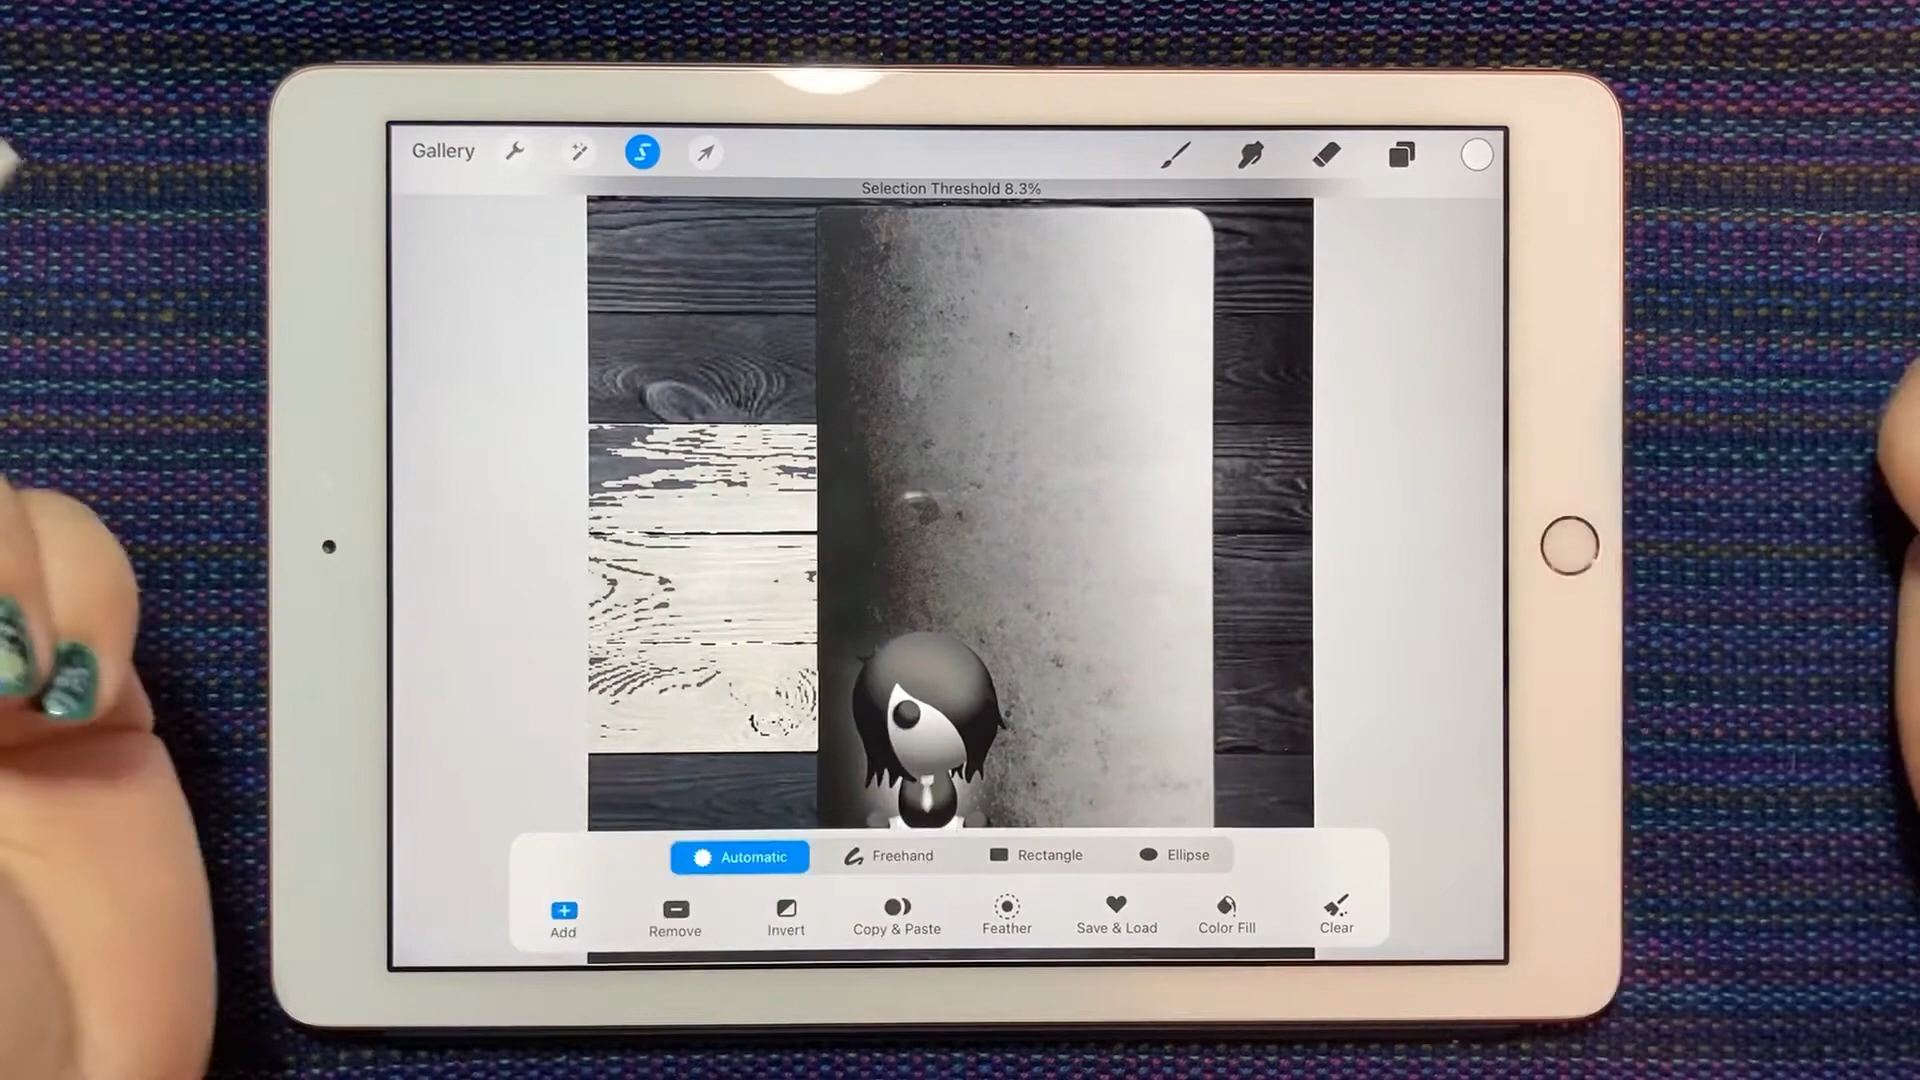 Gallery
Selection Threshold 8.3%
Automatic Freehand Rectangle Ellipse
Add Remove Invert Copy & Paste Feather Save & Load Color Fill Clear